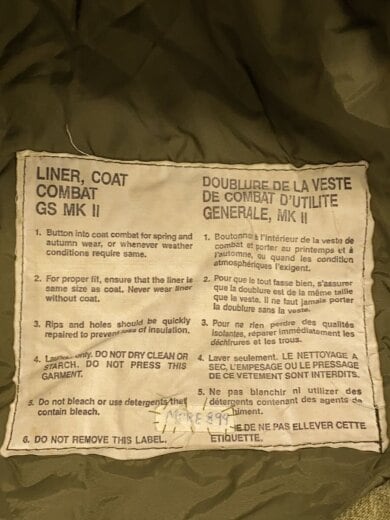 LINER, COAT
COMBAT
GS MK II
1. Button into coat combat for spring and
autumn wear, or whenever weather
conditions require same.
2. For proper fit, ensure that the liner is
same size as coat. Never wear liner
without coat.
3. Rips and holes should be quickly
repaired to prevent loss of insulation.
4. only. DO NOT DRY CLEAN OR
STARCH. DO NOT PRESS THIS
GARMENT.
5. Do not bleach or use detergents that
contain bleach.
6. DO NOT REMOVE THIS LABEL.
DOUBLURE DE LA VESTE
DE COMBAT D'UTILITE
GENERALE, MK II
1. Boutonne à l'intérieur de la veste de
combat et porter au printemps et à
l'automne, ou quand les condition
atmosphériques l'exigent.
2. Pour que le tout fasse bien, s'assurer
que la doublure est de la même taille
que la veste. Il ne faut jamais porter
la doublure sans la veste.
3. Pour ne rien perdre des qualités
isolantes, réparer immédiatement les
déchirures et les trous.
4. Laver seulement. LE NETTOYAGE A
SEC, L'EMPESAGE OU LE PRESSAGE
DE CE VETEMENT SONT INTERDITS.
5. Ne pas blanchir ni utilizer des
détergents contenant des agents de
iment.
E DE NE PAS ELLEVER CETTE
ETIQUETTE.
899